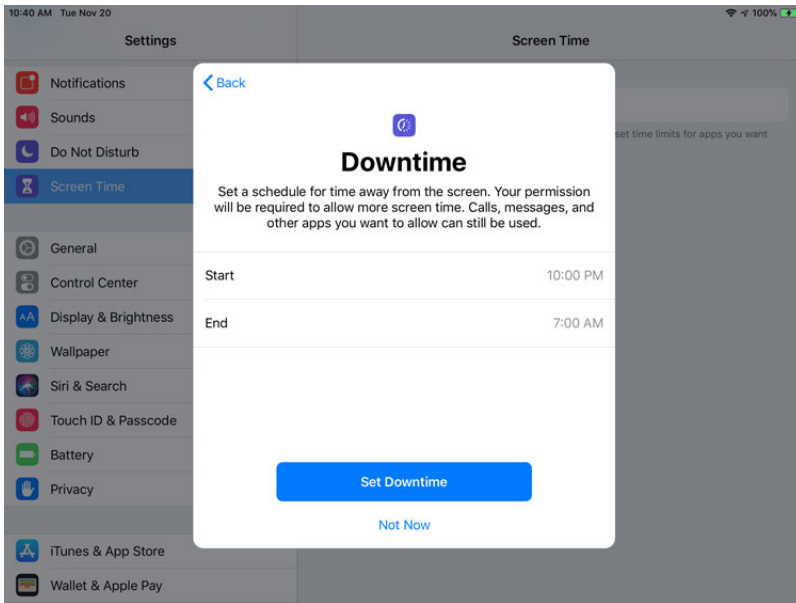 10:40 AM Tue Nov 20
100%
Settings
Screen Time
Notifications
Sounds
Do Not Disturb
Screen Time
General
Control Center
AA
Display & Brightness
Wallpaper
Siri & Search
Touch ID & Passcode
Battery
Privacy
iTunes & App Store
Wallet & Apple Pay
Back
Downtime
Set a schedule for time away from the screen. Your permission
will be required to allow more screen time. Calls, messages, and
other apps you want to allow can still be used.
Start 10:00 PM
End 7:00 AM
Set Downtime
Not Now
set time limits for apps you want